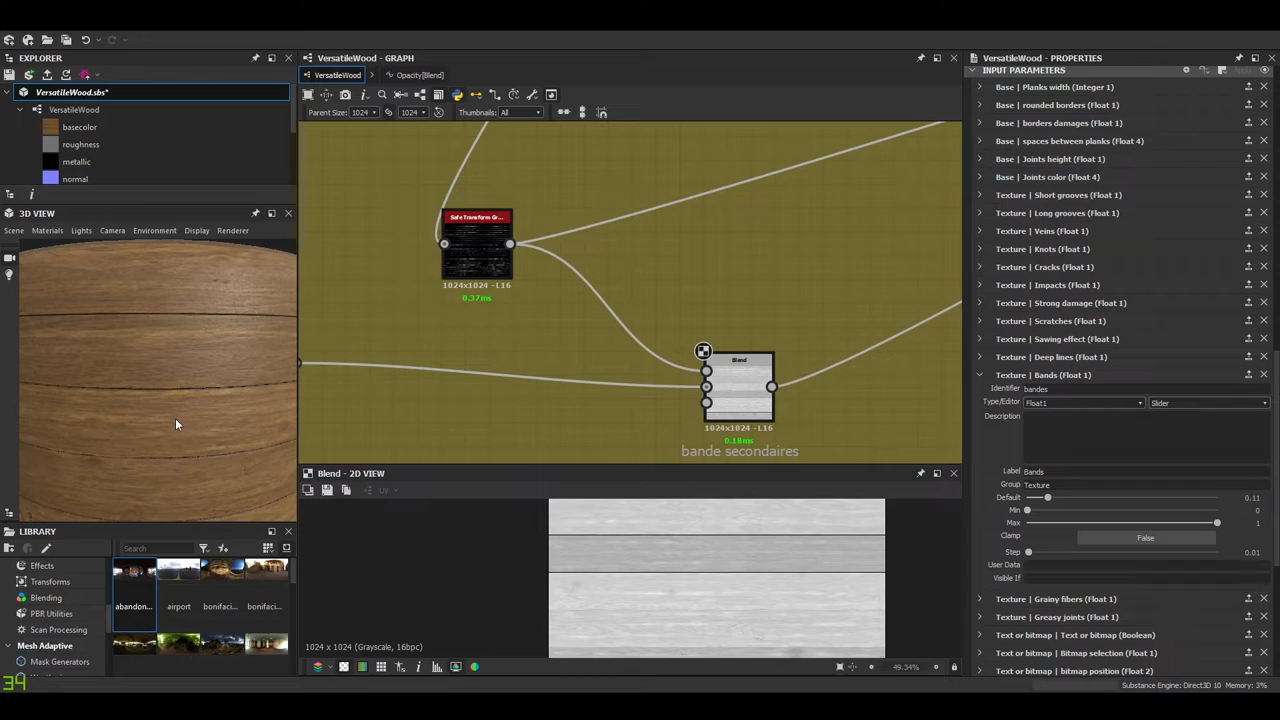 EXPLORER
VersatileWood.sbs*
VersatileWood
basecolor
roughness
metallic
normal
3D VIEW
Scene Materials Lights Camera Environment Display Renderer
LIBRARY
Search
Effects
Transforms
Blending
PBR Utilities
Scan Processing
Mesh Adaptive
Mask Generators
abandon...
airport
bonifaci...
bonifaci...
34
VersatileWood - GRAPH
VersatileWood
Opacity[Blend]
Parent Size: 1024 1024 Thumbnails: All
Safe Transform Gr...
1024x1024 -L16
0.37ms
Blend
1024x1024 -L16
0.18ms
bande secondaires
Blend - 2D VIEW
UV
1024 x 1024 (Grayscale, 16bpc)
49.34%
VersatileWood - PROPERTIES
INPUT PARAMETERS
Base | Planks width (Integer 1)
Base | rounded borders (Float 1)
Base | borders damages (Float 1)
Base | spaces between planks (Float 4)
Base | Joints height (Float 1)
Base | Joints color (Float 4)
Texture | Short grooves (Float 1)
Texture | Long grooves (Float 1)
Texture | Veins (Float 1)
Texture | Knots (Float 1)
Texture | Cracks (Float 1)
Texture | Impacts (Float 1)
Texture | Strong damage (Float 1)
Texture | Scratches (Float 1)
Texture | Sawing effect (Float 1)
Texture | Deep lines (Float 1)
Texture | Bands (Float 1)
Identifier bandes
Type/Editor Float1 Slider
Description
Label Bands
Group Texture
Default 0.11
Min 0
Max 1
Clamp False
Step 0.01
User Data
Visible If
Texture | Grainy fibers (Float 1)
Texture | Greasy joints (Float 1)
Text or bitmap | Text or bitmap (Boolean)
Text or bitmap | Bitmap selection (Float 1)
Text or bitmap | bitmap position (Float 2)
Substance Engine: Direct3D 10 Memory: 3%